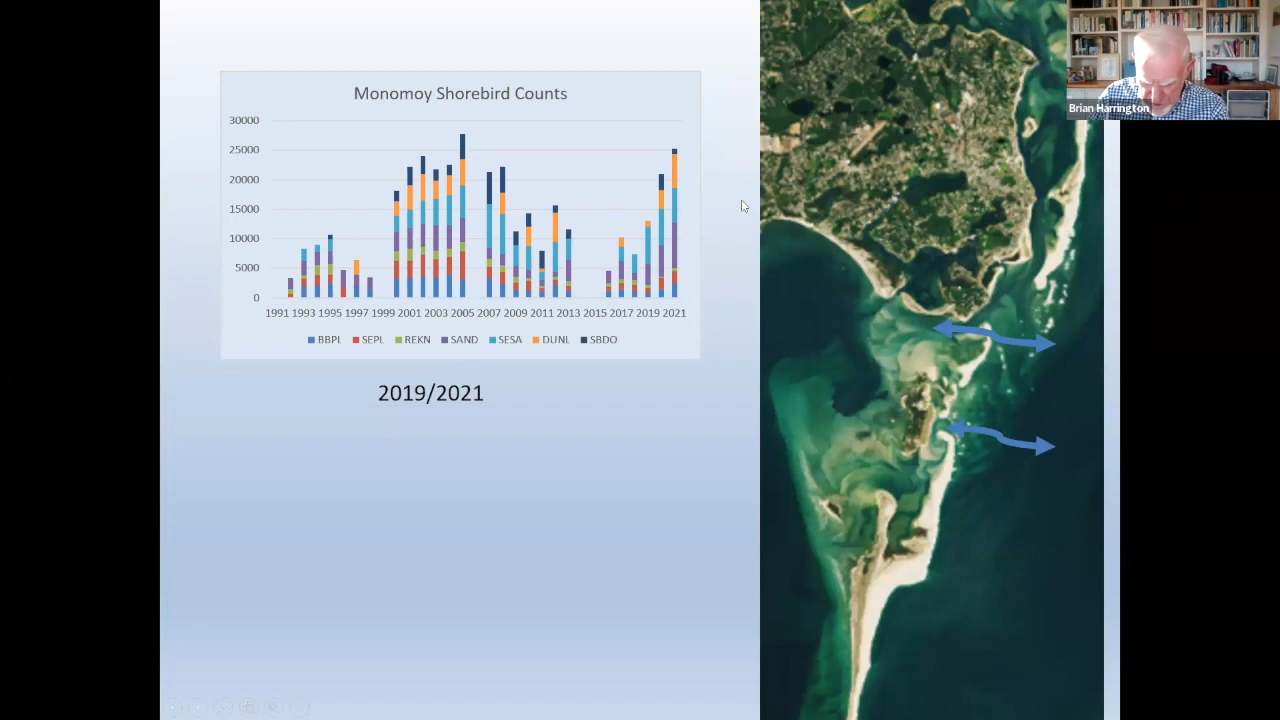 Monomoy Shorebird Counts
30000
25000
20000
15000
10000
5000
0
1991 1993 1995 1997 1999 2001 2003 2005 2007 2009 2011 2013 2015 2017 2019 2021
BBPL SEPL REKN SAND SESA DUNL SBDO
2019/2021
Brian Harrington